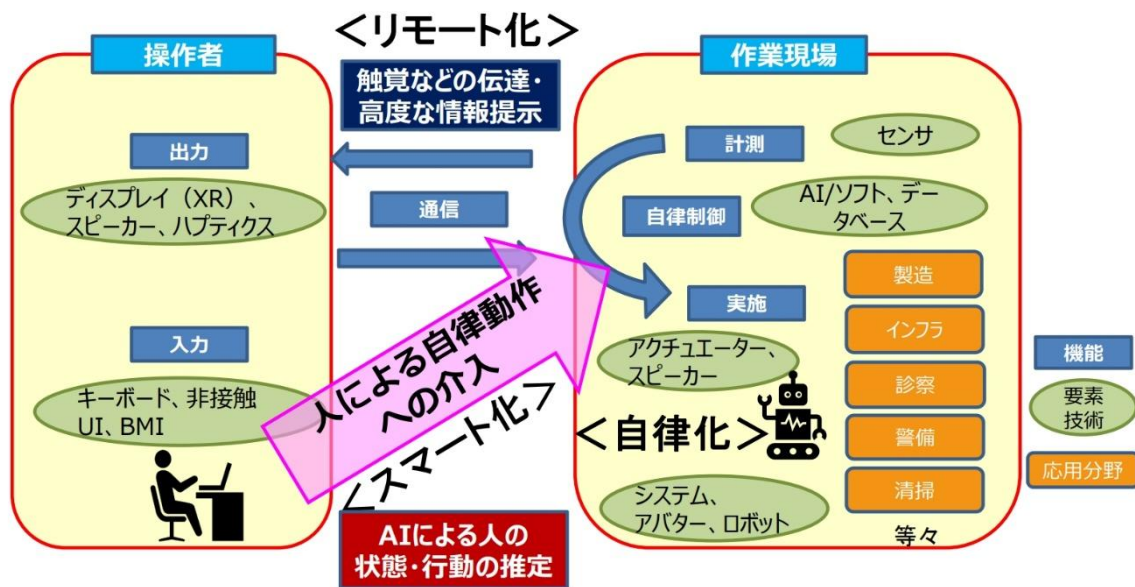 ＜リモート化＞
操作者
触覚などの伝達・
高度な情報提示
作業現場
出力
ディスプレイ（XR）、
スピーカー、ハプティクス
通信
計測
センサ
自律制御
AI/ソフト、デー
タベース
実施
アクチュエーター、
スピーカー
製造
インフラ
診察
警備
清掃
等々
入力
キーボード、非接触
UI、BMI
人による自律動作
への介入
＜スマート化＞
＜自律化＞
システム、
アバター、ロボット
AIによる人の
状態・行動の推定
機能
要素
技術
応用分野